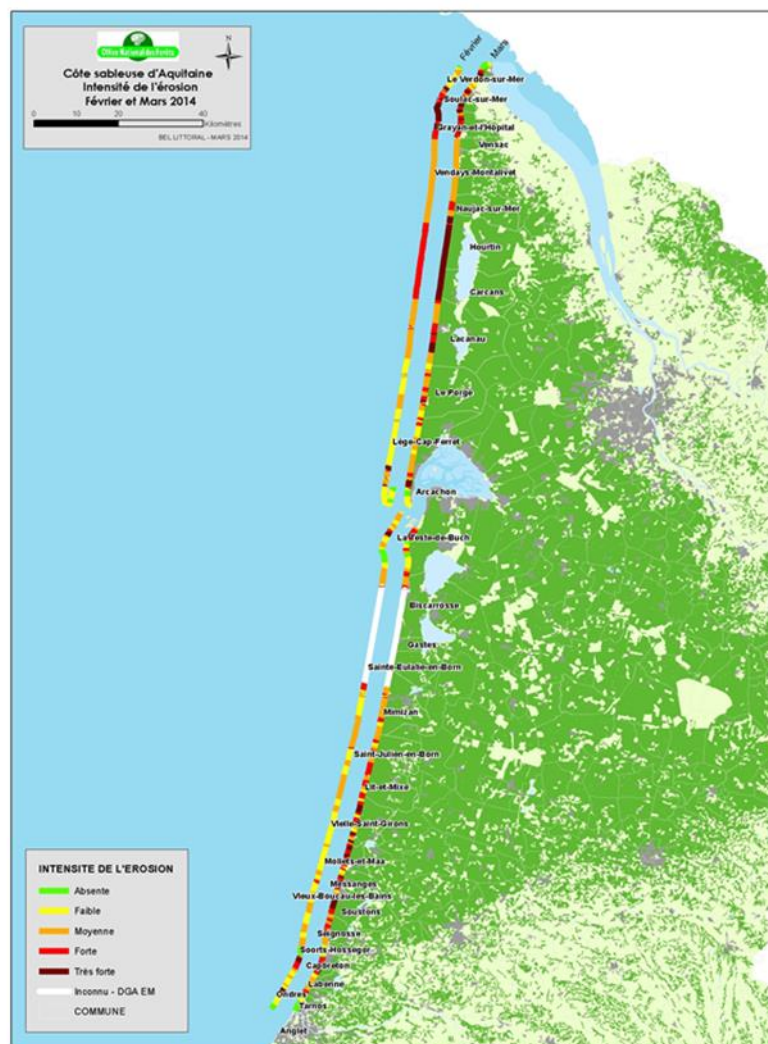 Office National des Forêts
N
Côte sableuse d'Aquitaine
Intensité de l'érosion
Février et Mars 2014
0 10 20 40
Kilomètres
BEL LITTORAL - MARS 2014
Février
Mars
Le Verdon-sur-Mer
Soulac-sur-Mer
Grayan-et-l'Hôpital
Vensac
Vendays-Montalivet
Naujac-sur-Mer
Hourtin
Carcans
Lacanau
Le Porge
Lège-Cap-Ferret
Arcachon
La Teste-de-Buch
Biscarrosse
Gastes
Sainte-Eulalie-en-Born
Mimizan
Saint-Julien-en-Born
Lit-et-Mixe
Vielle-Saint-Girons
Moliets-et-Maa
Messanges
Vieux-Boucau-les-Bains
Soustons
Seignosse
Soorts-Hossegor
Capbreton
Labenne
Ondres
Tarnos
Anglet
INTENSITE DE L'EROSION
Absente
Faible
Moyenne
Forte
Très forte
Inconnu - DGA EM
COMMUNE